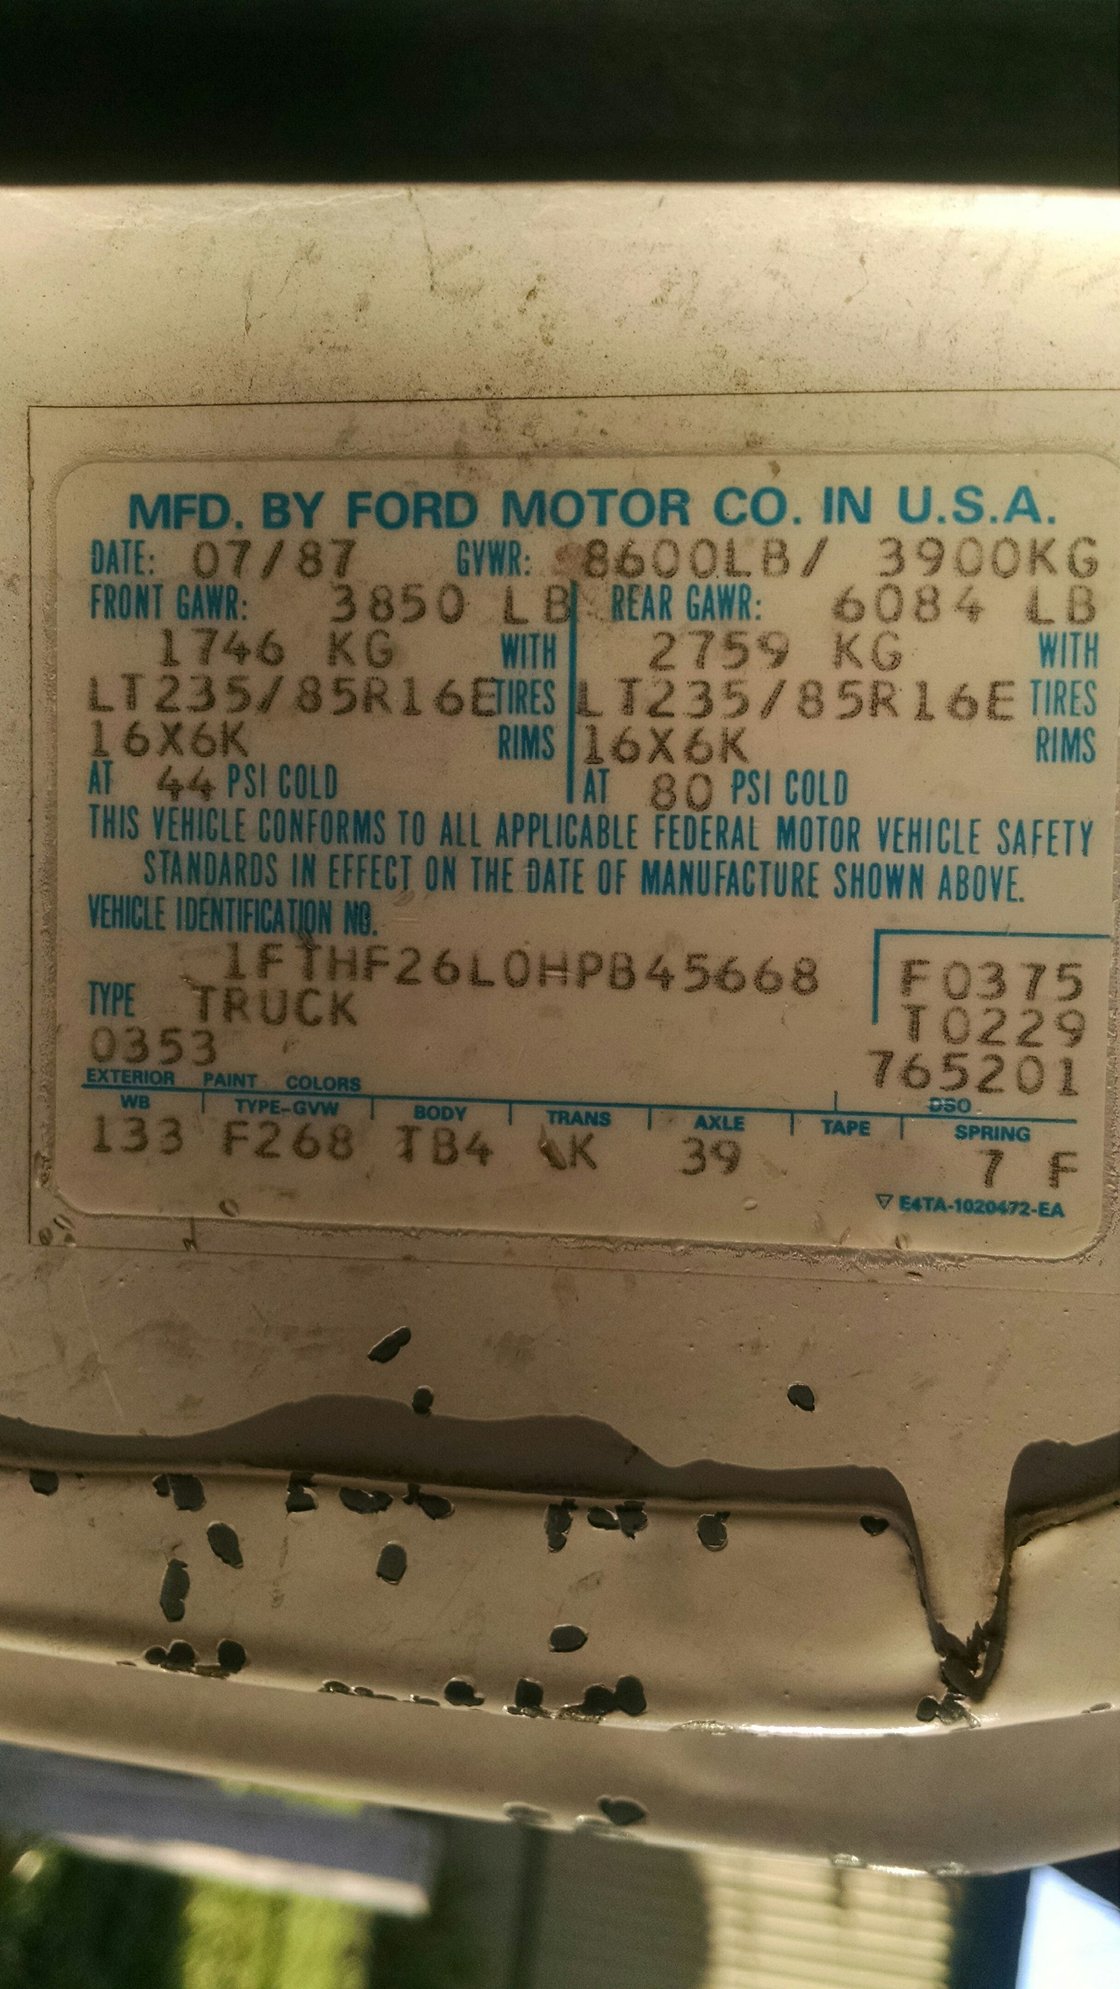 MFD. BY FORD MOTOR CO. IN U.S.A.
DATE: 07/87 GVWR: 8600LB/ 3900KG
FRONT GAWR: 3850 LB REAR GAWR: 6084 LB
1746 KG WITH 2759 KG WITH
LT235/85R16E TIRES LT235/85R16E TIRES
16X6K RIMS 16X6K RIMS
AT 44 PSI COLD AT 80 PSI COLD
THIS VEHICLE CONFORMS TO ALL APPLICABLE FEDERAL MOTOR VEHICLE SAFETY
STANDARDS IN EFFECT ON THE DATE OF MANUFACTURE SHOWN ABOVE.
VEHICLE IDENTIFICATION NO.
1FTHF26L0HPB45668 F0375
TYPE TRUCK T0229
0353 765201
EXTERIOR PAINT COLORS DSO
WB TYPE-GVW BODY TRANS AXLE TAPE SPRING
133 F268 TB4 K 39 7 F
E4TA-1020472-EA